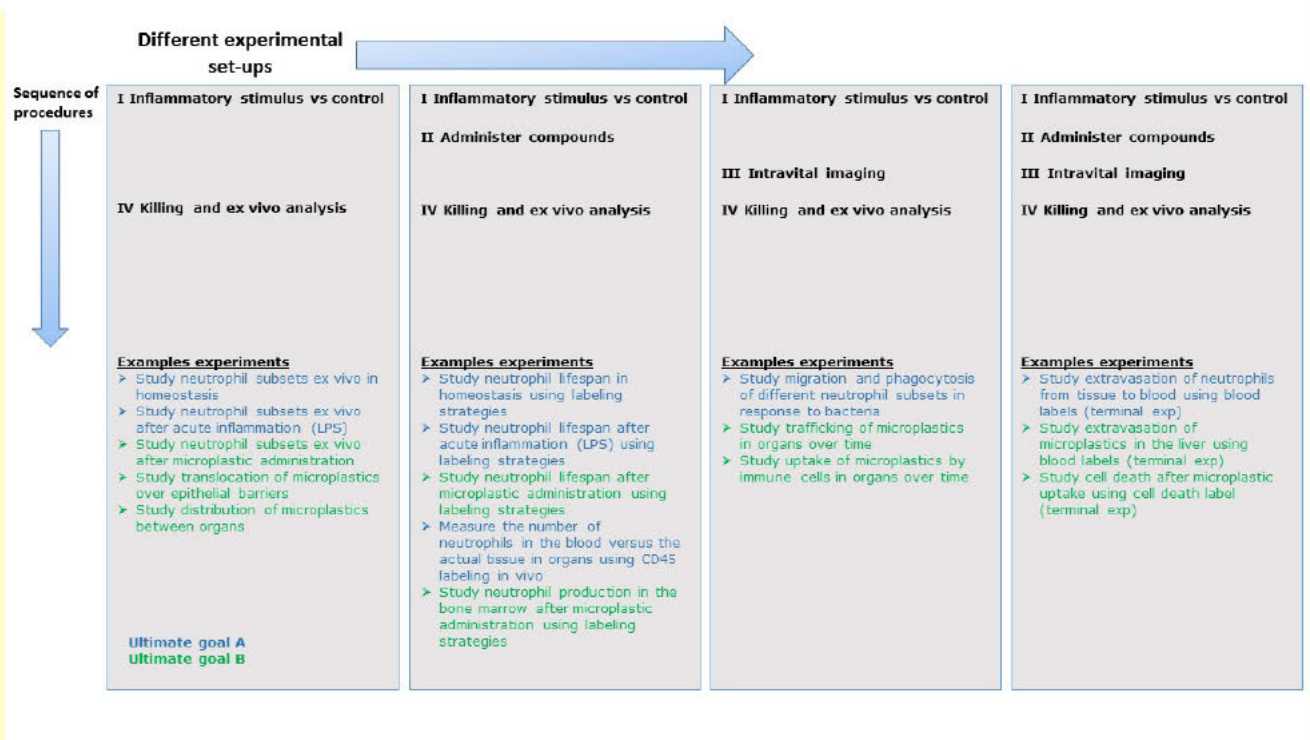 Different experimental
set-ups
Sequence of
procedures
I Inflammatory stimulus vs control
IV Killing and ex vivo analysis
Examples experiments
➢ Study neutrophil subsets ex vivo in
homeostasis
➢ Study neutrophil subsets ex vivo
after acute inflammation (LPS)
➢ Study neutrophil subsets ex vivo
after microplastic administration
➢ Study translocation of microplastics
over epithelial barriers
➢ Study distribution of microplastics
between organs
Ultimate goal A
Ultimate goal B
I Inflammatory stimulus vs control
II Administer compounds
IV Killing and ex vivo analysis
Examples experiments
➢ Study neutrophil lifespan in
homeostasis using labeling
strategies
➢ Study neutrophil lifespan after
acute inflammation (LPS) using
labeling strategies
➢ Study neutrophil lifespan after
microplastic administration using
labeling strategies
➢ Measure the number of
neutrophils in the blood versus the
actual tissue in organs using CD45
labeling in vivo
➢ Study neutrophil production in the
bone marrow after microplastic
administration using labeling
strategies
I Inflammatory stimulus vs control
III Intravital imaging
IV Killing and ex vivo analysis
Examples experiments
➢ Study migration and phagocytosis
of different neutrophil subsets in
response to bacteria
➢ Study trafficking of microplastics
in organs over time
➢ Study uptake of microplastics by
immune cells in organs over time
I Inflammatory stimulus vs control
II Administer compounds
III Intravital imaging
IV Killing and ex vivo analysis
Examples experiments
➢ Study extravasation of neutrophils
from tissue to blood using blood
labels (terminal exp)
➢ Study extravasation of
microplastics in the liver using
blood labels (terminal exp)
➢ Study cell death after microplastic
uptake using cell death label
(terminal exp)